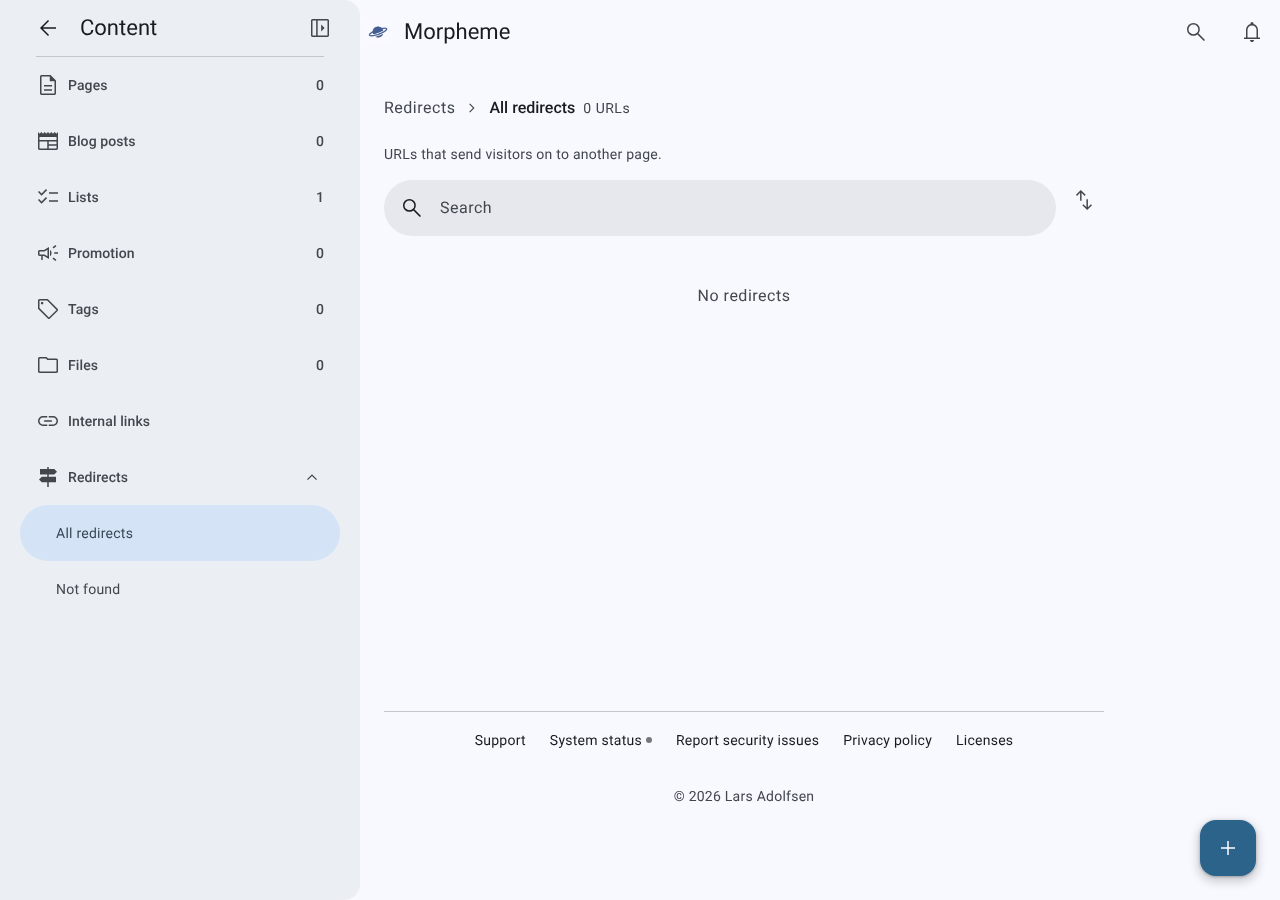 Content
Pages 0
Blog posts 0
Lists 1
Promotion 0
Tags 0
Files 0
Internal links
Redirects
All redirects
Not found
Morpheme
Redirects All redirects 0 URLs
URLs that send visitors on to another page.
Search
No redirects
Support System status Report security issues Privacy policy Licenses
© 2026 Lars Adolfsen